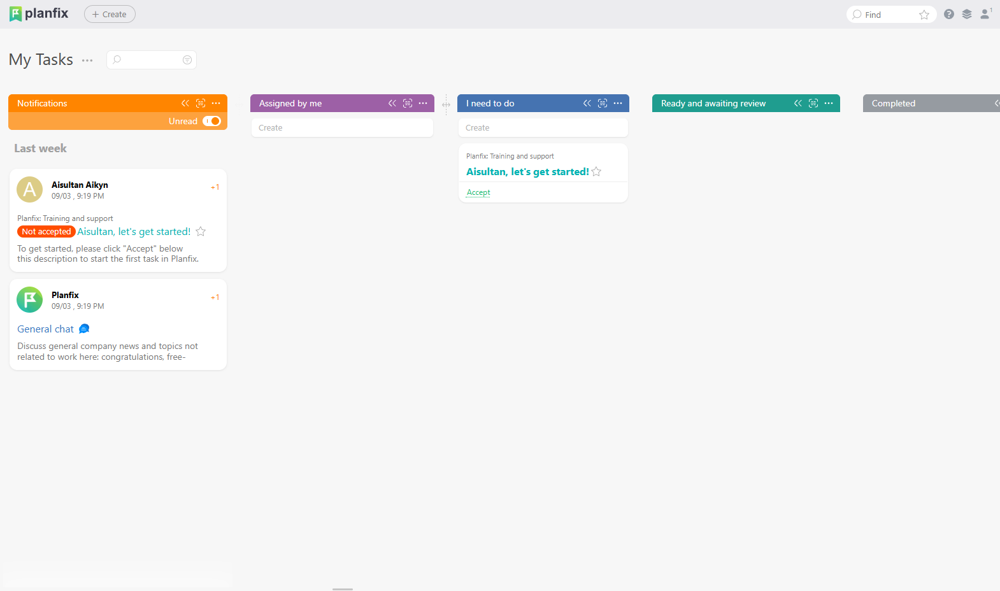 planfix
+ Create
Find
1
My Tasks
Notifications
Unread
Last week
Aisultan Aikyn
09/03 , 9:19 PM
+1
Planfix: Training and support
Not accepted Aisultan, let's get started!
To get started, please click "Accept" below
this description to start the first task in Planfix.
Planfix
09/03 , 9:19 PM
+1
General chat
Discuss general company news and topics not
related to work here: congratulations, free-
Assigned by me
Create
I need to do
Create
Planfix: Training and support
Aisultan, let's get started!
Accept
Ready and awaiting review
Completed